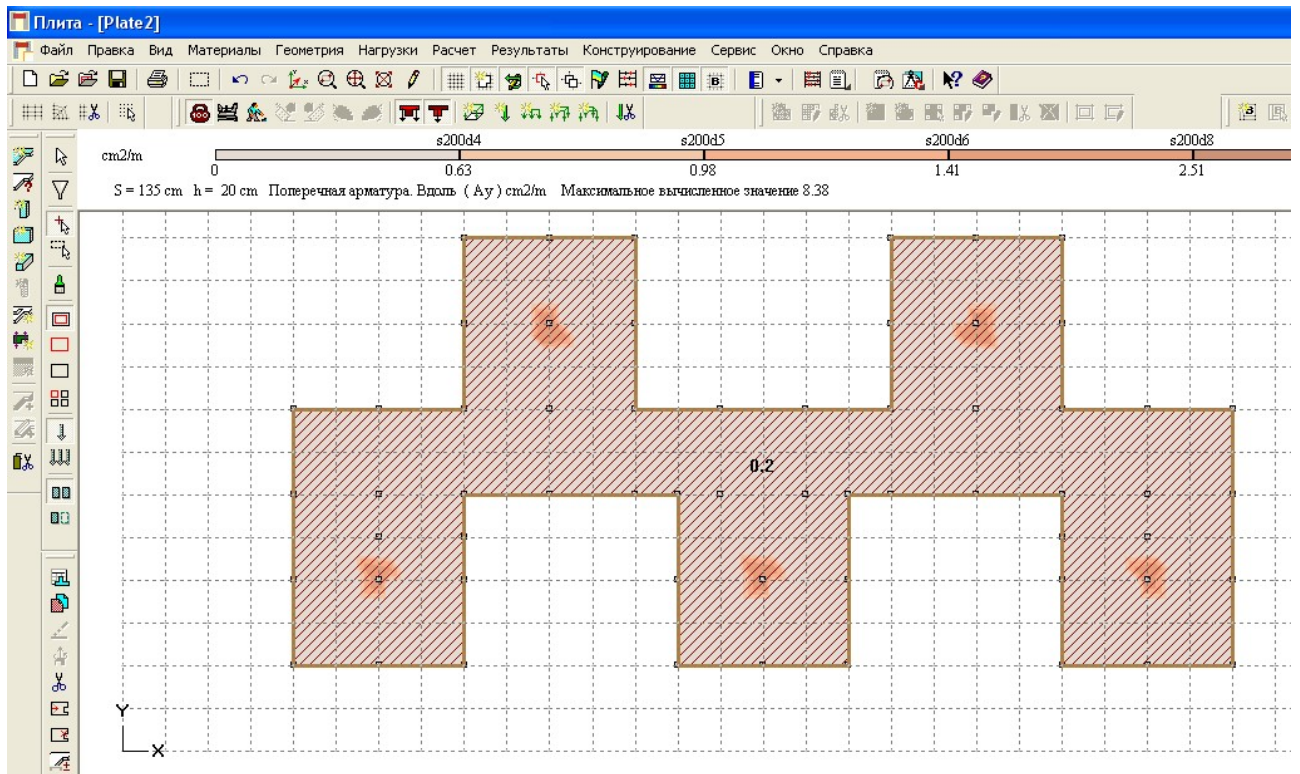 Плита - [Plate2]
Файл Правка Вид Материалы Геометрия Нагрузки Расчет Результаты Конструирование Сервис Окно Справка
s200d4 s200d5 s200d6 s200d8
cm2/m
0 0.63 0.98 1.41 2.51
S = 135 cm h = 20 cm Поперечная арматура. Вдоль ( Ay ) cm2/m Максимальное вычисленное значение 8.38
0,2
Y
X